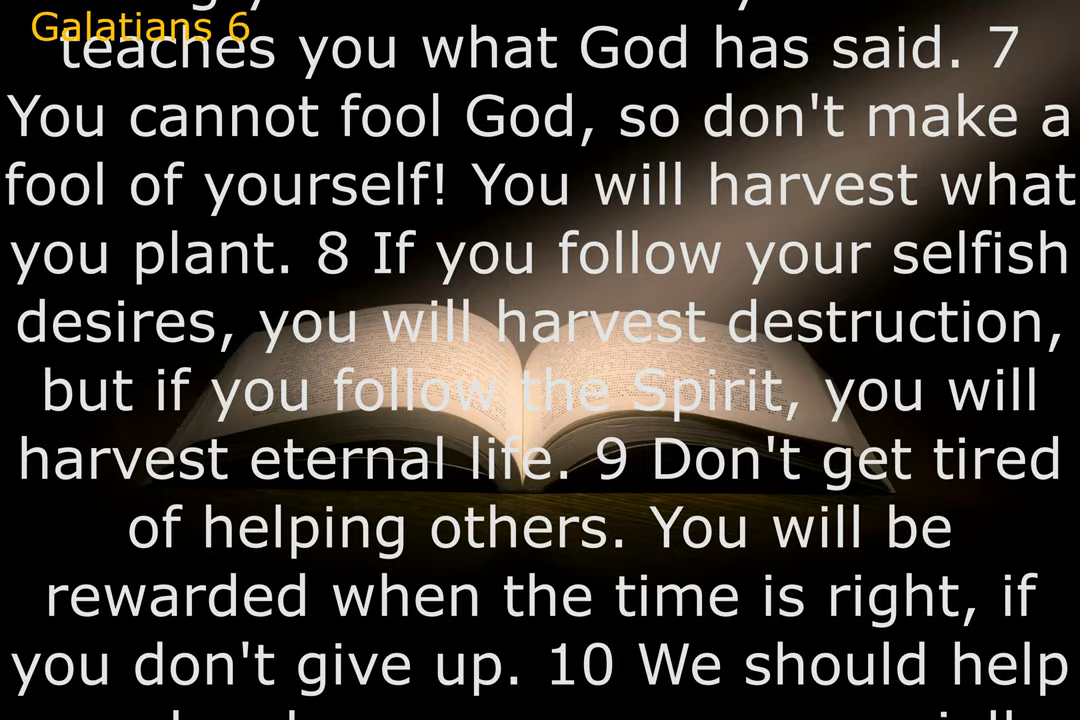 Galatians 6
teaches you what God has said. 7
You cannot fool God, so don't make a
fool of yourself! You will harvest what
you plant. 8 If you follow your selfish
desires, you will harvest destruction,
but if you follow the Spirit, you will
harvest eternal life. 9 Don't get tired
of helping others. You will be
rewarded when the time is right, if
you don't give up. 10 We should help